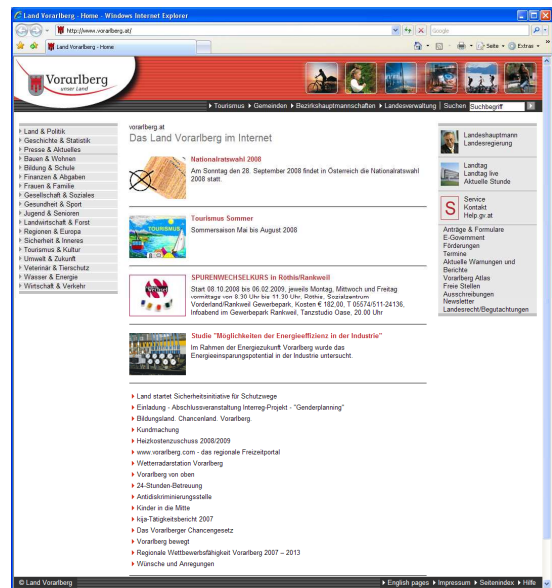 Land Vorarlberg - Home - Windows Internet Explorer
http://www.vorarlberg.at/
Google
Land Vorarlberg - Home
Seite
Extras
Vorarlberg
unser Land
Tourismus Gemeinden Bezirkshauptmannschaften Landesverwaltung Suchen Suchbegriff
Land & Politik
Geschichte & Statistik
Presse & Aktuelles
Bauen & Wohnen
Bildung & Schule
Finanzen & Abgaben
Frauen & Familie
Gesellschaft & Soziales
Gesundheit & Sport
Jugend & Senioren
Landwirtschaft & Forst
Regionen & Europa
Sicherheit & Inneres
Tourismus & Kultur
Umwelt & Zukunft
Veterinär & Tierschutz
Wasser & Energie
Wirtschaft & Verkehr
vorarlberg.at
Das Land Vorarlberg im Internet
Nationalratswahl 2008
Am Sonntag den 28. September 2008 findet in Österreich die Nationalratswahl
2008 statt.
TOURISMUS
Tourismus Sommer
Sommersaison Mai bis August 2008
SPURENWECHSELKURS in Röthis/Rankweil
Start 08.10.2008 bis 06.02.2009, jeweils Montag, Mittwoch und Freitag
vormittags von 8.30 Uhr bis 11.30 Uhr, Röthis, Sozialzentrum
Vorderland/Rankweil Gewerbepark, Kosten € 182,00, T 05574/511-24136,
Infoabend im Gewerbepark Rankweil, Tanzstudio Oase, 20.00 Uhr
Studie "Möglichkeiten der Energieeffizienz in der Industrie"
Im Rahmen der Energiezukunft Vorarlberg wurde das
Energieeinsparungspotential in der Industrie untersucht.
Land startet Sicherheitsinitiative für Schutzwege
Einladung - Abschlussveranstaltung Interreg-Projekt - "Genderplanning"
Bildungsland. Chancenland. Vorarlberg.
Kundmachung
Heizkostenzuschuss 2008/2009
www.vorarlberg.com - das regionale Freizeitportal
Wetterradarstation Vorarlberg
Vorarlberg von oben
24-Stunden-Betreuung
Antidiskriminierungsstelle
Kinder in die Mitte
kija-Tätigkeitsbericht 2007
Das Vorarlberger Chancengesetz
Vorarlberg bewegt
Regionale Wettbewerbsfähigkeit Vorarlberg 2007 – 2013
Wünsche und Anregungen
Landeshauptmann
Landesregierung
Landtag
Landtag live
Aktuelle Stunde
S
Service
Kontakt
Help.gv.at
Anträge & Formulare
E-Government
Förderungen
Termine
Aktuelle Warnungen und
Berichte
Vorarlberg Atlas
Freie Stellen
Ausschreibungen
Newsletter
Landesrecht/Begutachtungen
© Land Vorarlberg
English pages Impressum Seitenindex Hilfe